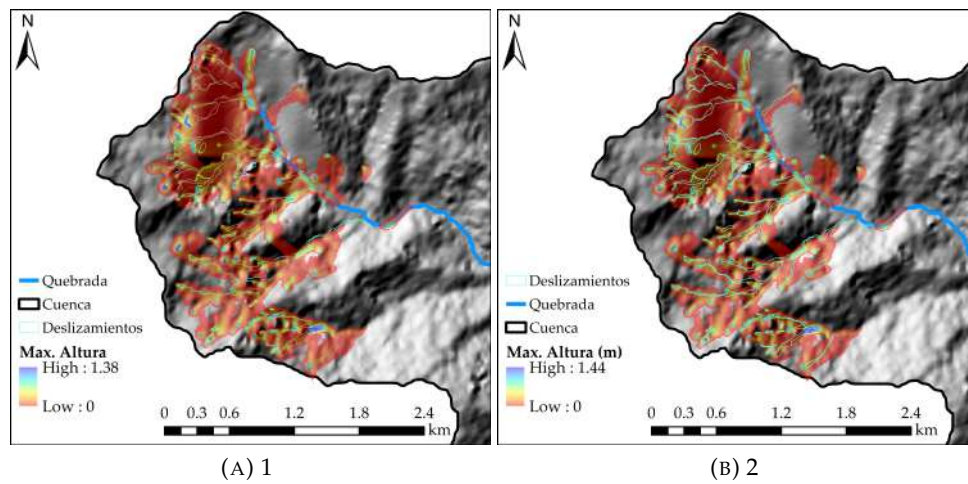 N
Quebrada
Cuenca
Deslizamientos
Max. Altura
High : 1.38
Low : 0
0 0.3 0.6 1.2 1.8 2.4
km
(A) 1
N
Deslizamientos
Quebrada
Cuenca
Max. Altura (m)
High : 1.44
Low : 0
0 0.3 0.6 1.2 1.8 2.4
km
(B) 2